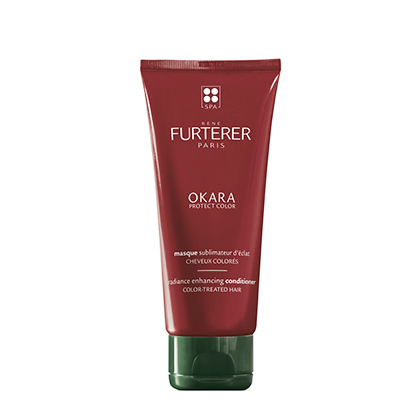 SPA
RENE
FURTERER
PARIS
OKARA
PROTECT COLOR
masque sublimateur d'éclat
CHEVEUX COLORÉS
radiance enhancing conditioner
COLOR-TREATED HAIR